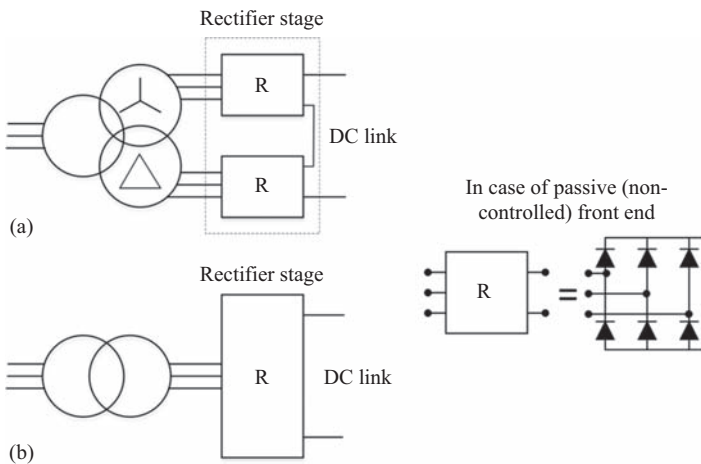 Rectifier stage
R
DC link
R
(a)
In case of passive (non-
controlled) front end
R
=
Rectifier stage
R
DC link
(b)